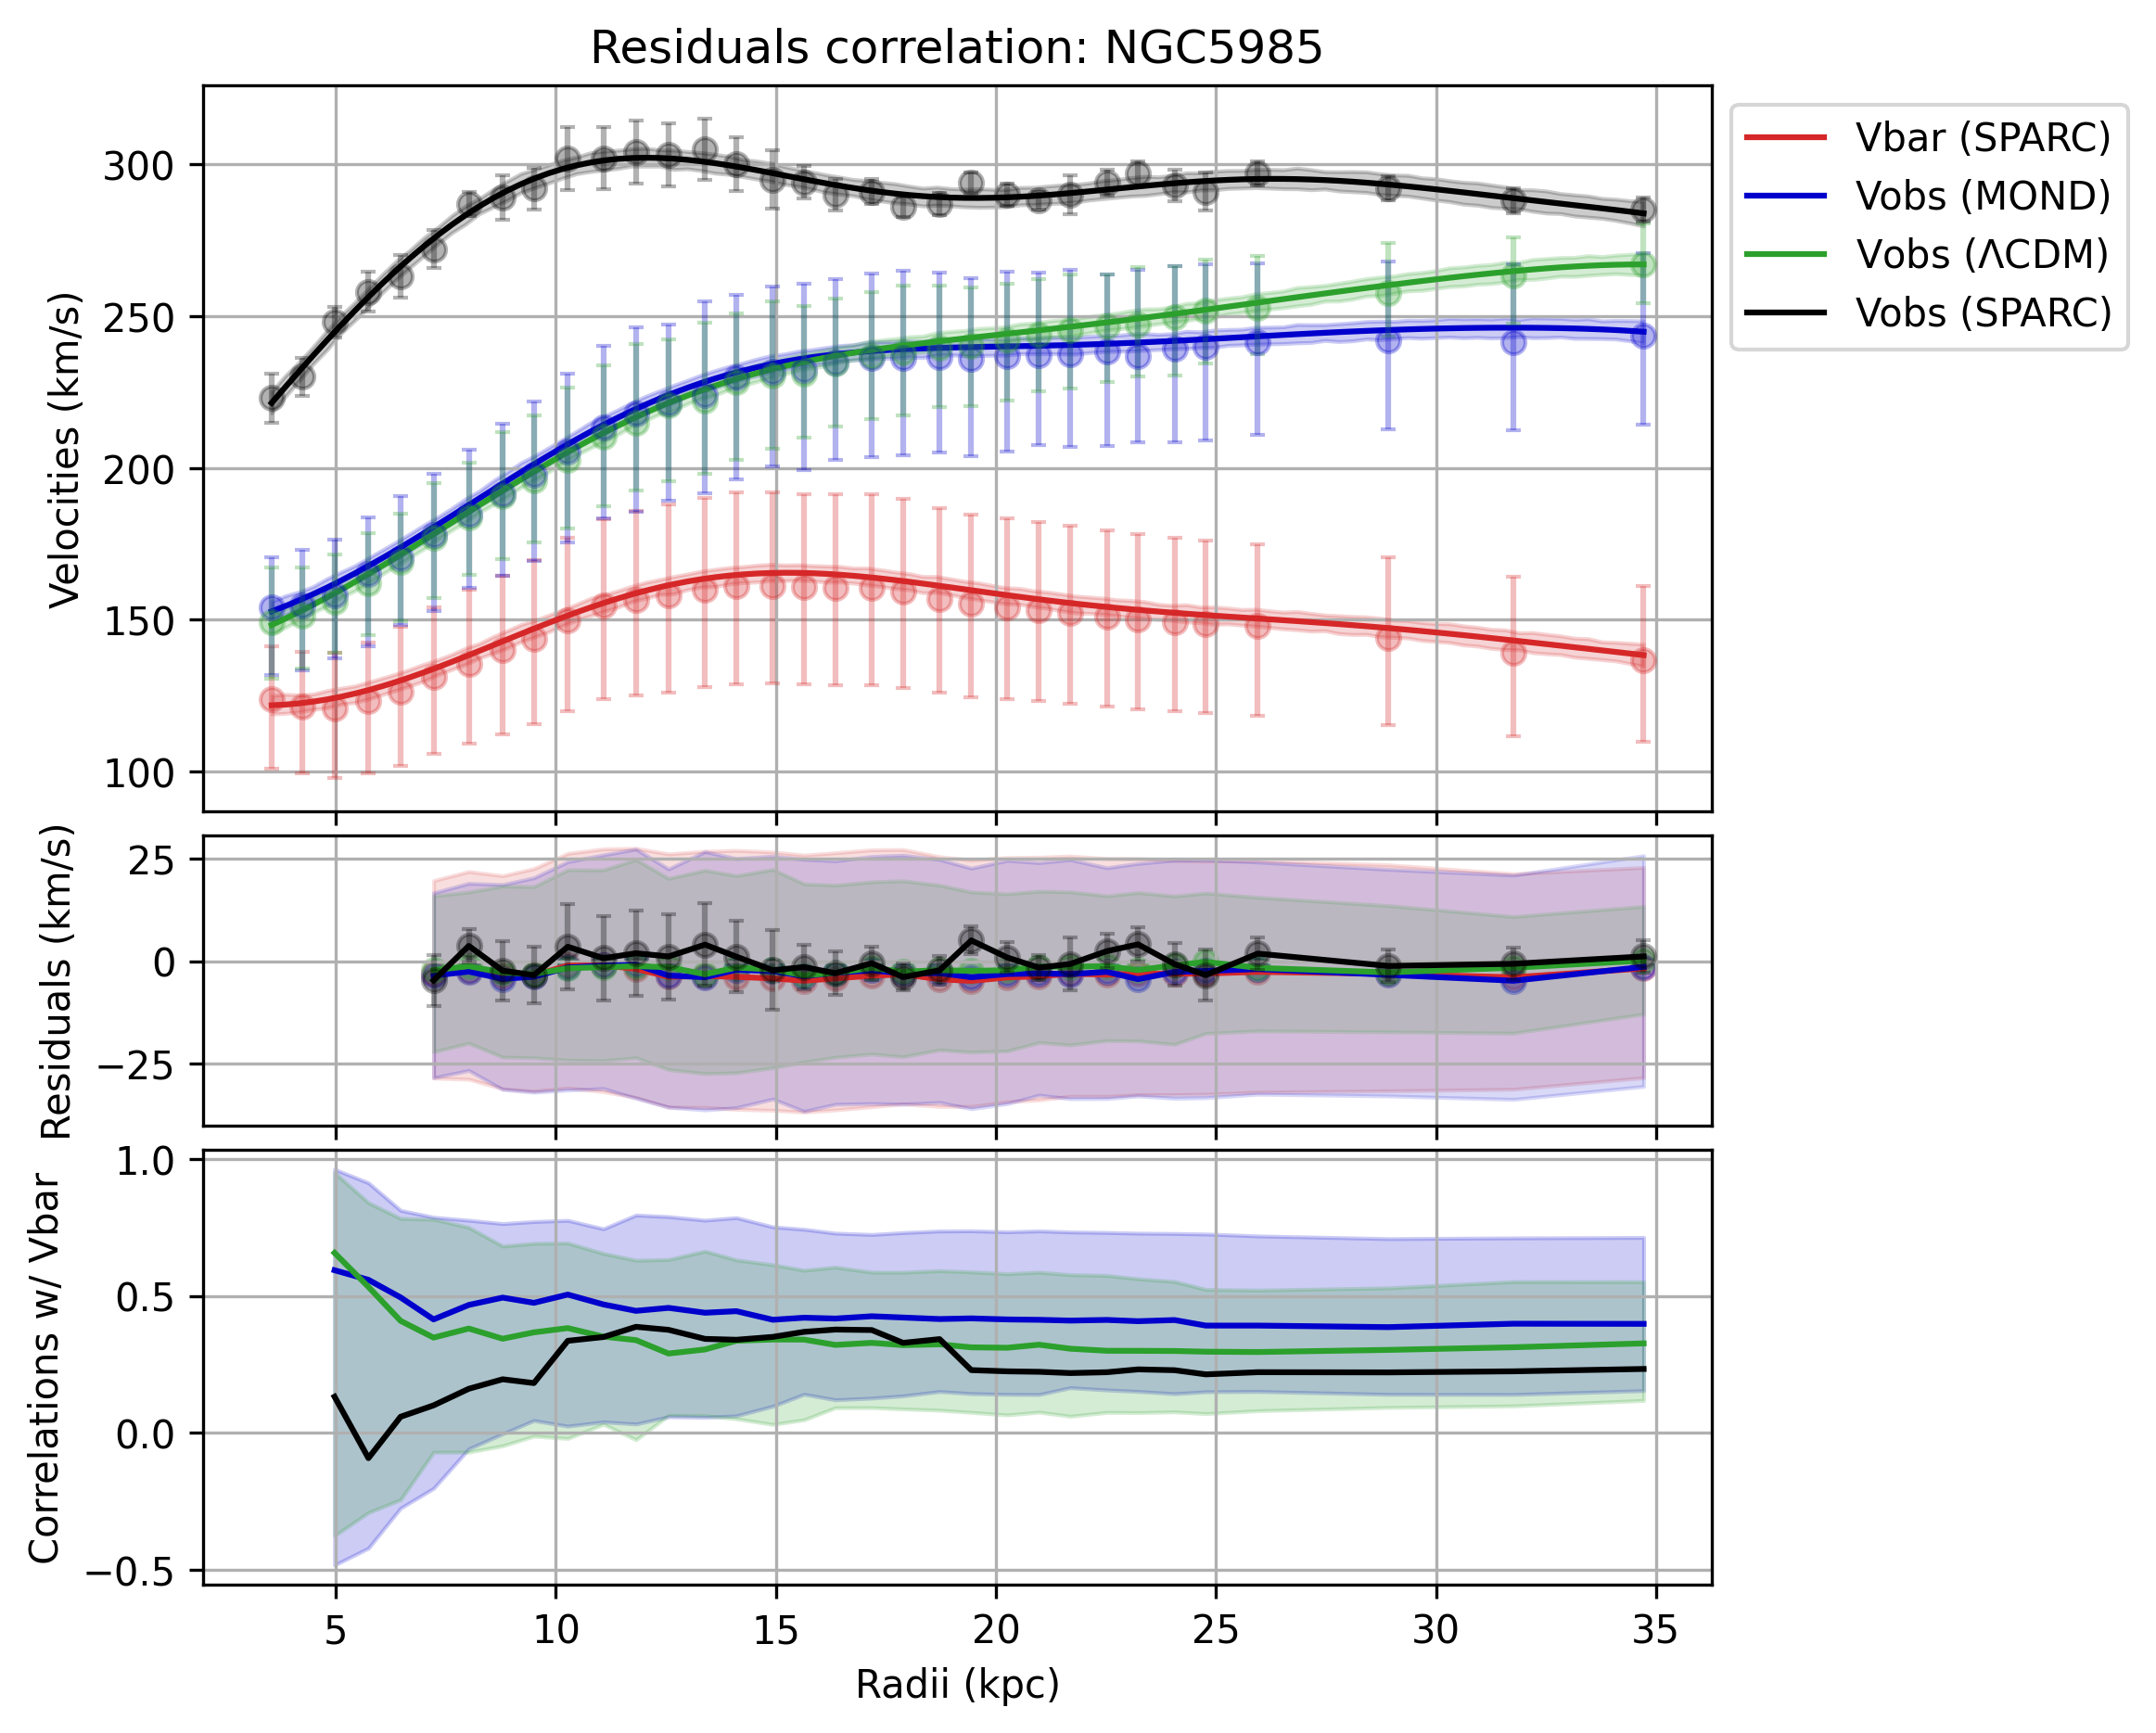 Residuals correlation: NGC5985
Velocities (km/s)
300
250
200
150
100
Vbar (SPARC)
Vobs (MOND)
Vobs (ΛCDM)
Vobs (SPARC)
Residuals (km/s)
25
0
−25
Correlations w/ Vbar
1.0
0.5
0.0
−0.5
5 10 15 20 25 30 35
Radii (kpc)